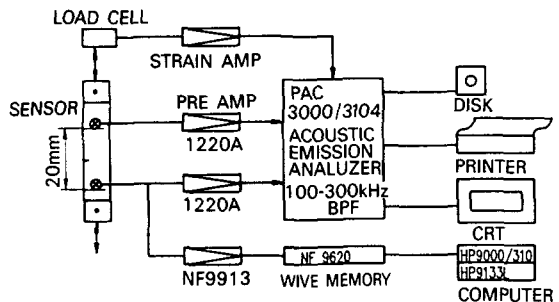 LOAD CELL
STRAIN AMP
SENSOR
PRE AMP
1220A
20mm
1220A
PAC
3000/3104
ACOUSTIC
EMISSION
ANALUZER
100-300kHz
BPF
DISK
PRINTER
CRT
NF9913
NF 9620
WIVE MEMORY
HP9000/310
HP9133L
COMPUTER